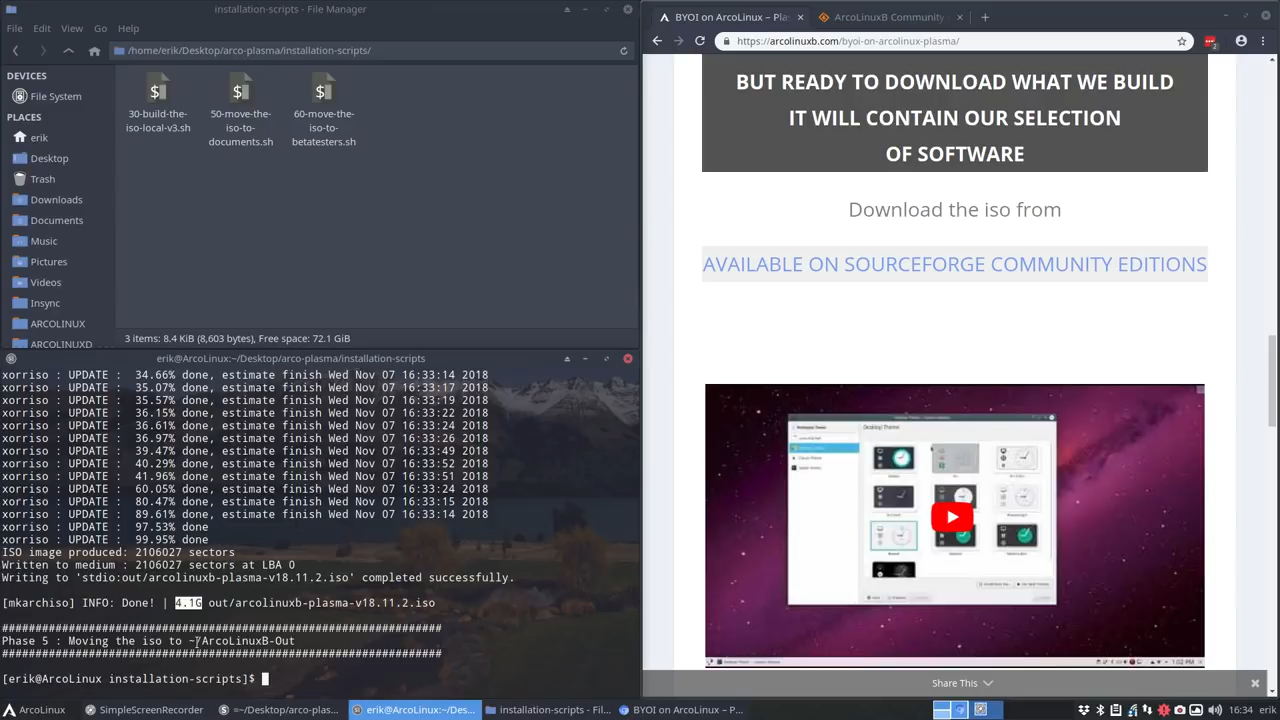 installation-scripts - File Manager
File Edit View Go Help
/home/erik/Desktop/arco-plasma/installation-scripts/
DEVICES
File System
PLACES
erik
Desktop
Trash
Downloads
Documents
Music
Pictures
Videos
Insync
ARCOLINUX
ARCOLINUXD
30-build-the-
iso-local-v3.sh
50-move-the-
iso-to-
documents.sh
60-move-the-
iso-to-
betatesters.sh
3 items: 8.4 KiB (8,603 bytes), Free space: 72.1 GiB
erik@ArcoLinux:~/Desktop/arco-plasma/installation-scripts
xorriso : UPDATE :  34.66% done, estimate finish Wed Nov 07 16:33:14 2018
xorriso : UPDATE :  35.07% done, estimate finish Wed Nov 07 16:33:17 2018
xorriso : UPDATE :  35.57% done, estimate finish Wed Nov 07 16:33:19 2018
xorriso : UPDATE :  36.15% done, estimate finish Wed Nov 07 16:33:22 2018
xorriso : UPDATE :  36.61% done, estimate finish Wed Nov 07 16:33:24 2018
xorriso : UPDATE :  39.07% done, estimate finish Wed Nov 07 16:33:49 2018
xorriso : UPDATE :  40.29% done, estimate finish Wed Nov 07 16:33:52 2018
xorriso : UPDATE :  41.96% done, estimate finish Wed Nov 07 16:33:51 2018
xorriso : UPDATE :  60.05% done, estimate finish Wed Nov 07 16:33:24 2018
xorriso : UPDATE :  80.47% done, estimate finish Wed Nov 07 16:33:15 2018
xorriso : UPDATE :  89.61% done, estimate finish Wed Nov 07 16:33:14 2018
xorriso : UPDATE :  97.53% done
xorriso : UPDATE :  99.95% done
ISO image produced: 2106027 sectors
Written to medium : 2106027 sectors at LBA 0
Writing to 'stdio:out/arcolinuxb-plasma-v18.11.2.iso' completed successfully.
[mkarchiso] INFO: Done! | 4.1G out/arcolinuxb-plasma-v18.11.2.iso
################################################################
Phase 5 : Moving the iso to ~/ArcoLinuxB-Out
################################################################
[erik@ArcoLinux installation-scripts]$
BYOI on ArcoLinux – Pla
ArcoLinuxB Community
https://arcolinuxb.com/byoi-on-arcolinux-plasma/
BUT READY TO DOWNLOAD WHAT WE BUILD
IT WILL CONTAIN OUR SELECTION
OF SOFTWARE
Download the iso from
AVAILABLE ON SOURCEFORGE COMMUNITY EDITIONS
Desktop Theme
Share This
ArcoLinux
SimpleScreenRecorder
=~/Desktop/arco-plas...
erik@ArcoLinux:~/Des...
installation-scripts - Fil...
BYOI on ArcoLinux – P...
16:34 erik